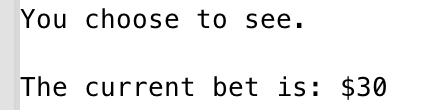 You choose to see.
The current bet is: $30